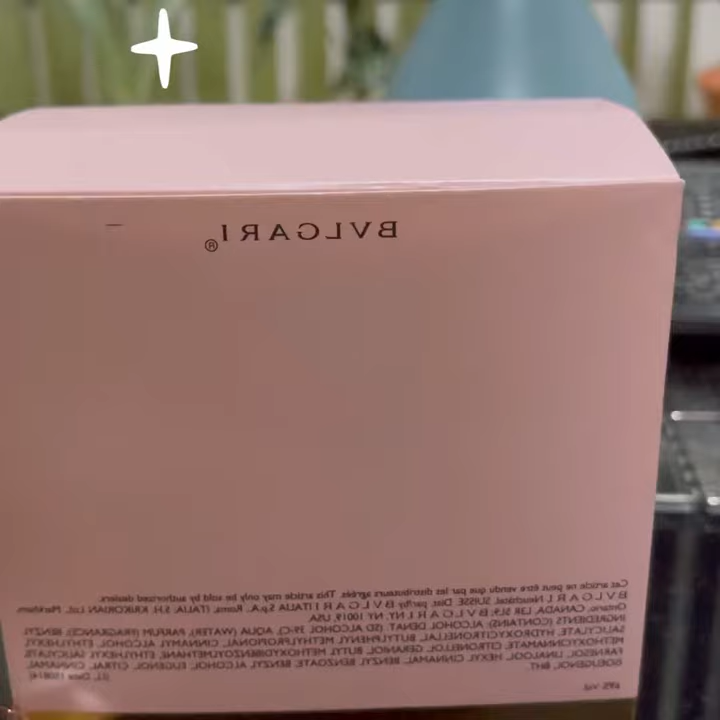 BVLGARI®
Cet article ne peut être vendu que par les distributeurs agréés. This article may only be sold by authorized dealers.
BVLGARI Neuchâtel, SUISSE. Dist. par/by BVLGARI ITALIA S.p.A., Roma, ITALIA. S.H. KRIKORIAN Ltd., Markham
Ontario, CANADA, L3R 5L9; BVLGARI NY, NY 10019, USA
INGREDIENTS (CONTAINS): ALCOHOL DENAT. (SD ALCOHOL 39-C), AQUA (WATER), PARFUM (FRAGRANCE), BENZYL
SALICYLATE, HYDROXYCITRONELLAL, BUTYLPHENYL METHYLPROPIONAL, CINNAMYL ALCOHOL, ETHYLHEXYL
METHOXYCINNAMATE, CITRONELLOL, GERANIOL, BUTYL METHOXYDIBENZOYLMETHANE, ETHYLHEXYL SALICYLATE,
FARNESOL, LINALOOL, HEXYL CINNAMAL, BENZYL BENZOATE, BENZYL ALCOHOL, EUGENOL, CITRAL, CINNAMAL,
ISOEUGENOL, BHT.
Vol.